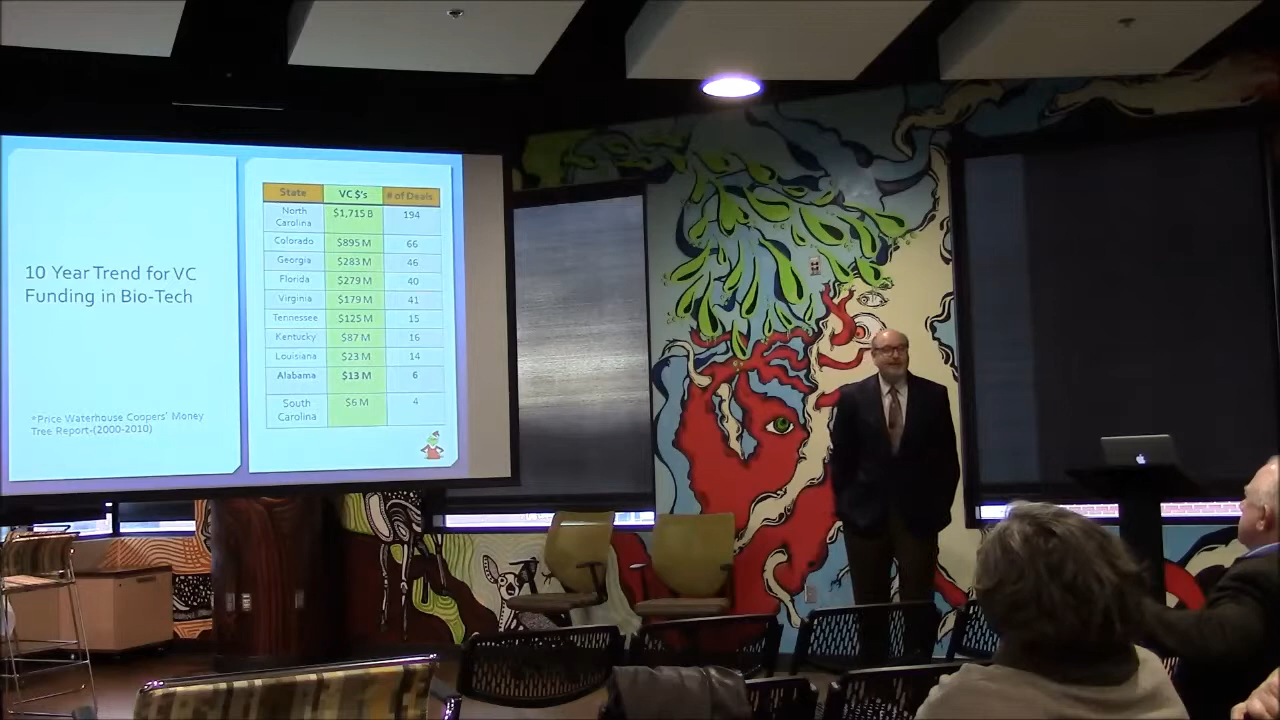 10 Year Trend for VC
Funding in Bio-Tech
*Price Waterhouse Coopers' Money
Tree Report-(2000-2010)
State VC $'s # of Deals
North
Carolina $1,715 B 194
Colorado $895 M 66
Georgia $283 M 46
Florida $279 M 40
Virginia $179 M 41
Tennessee $125 M 15
Kentucky $87 M 16
Louisiana $23 M 14
Alabama $13 M 6
South
Carolina $6 M 4